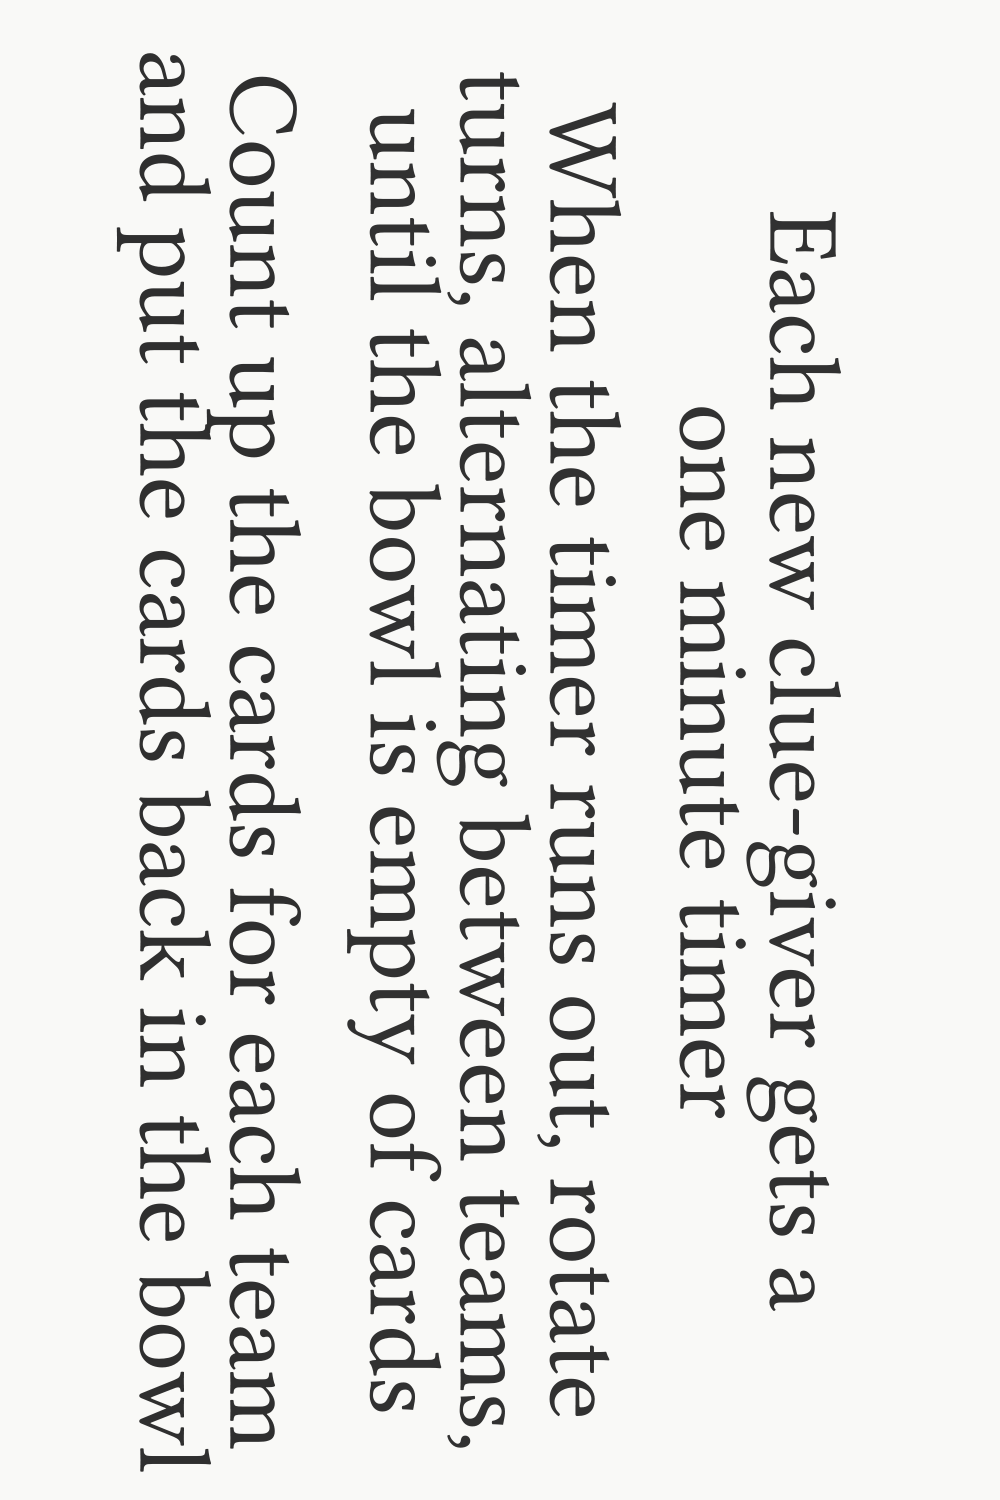 Each new clue-giver gets a
one minute timer
When the timer runs out, rotate
turns, alternating between teams,
until the bowl is empty of cards
Count up the cards for each team
and put the cards back in the bowl